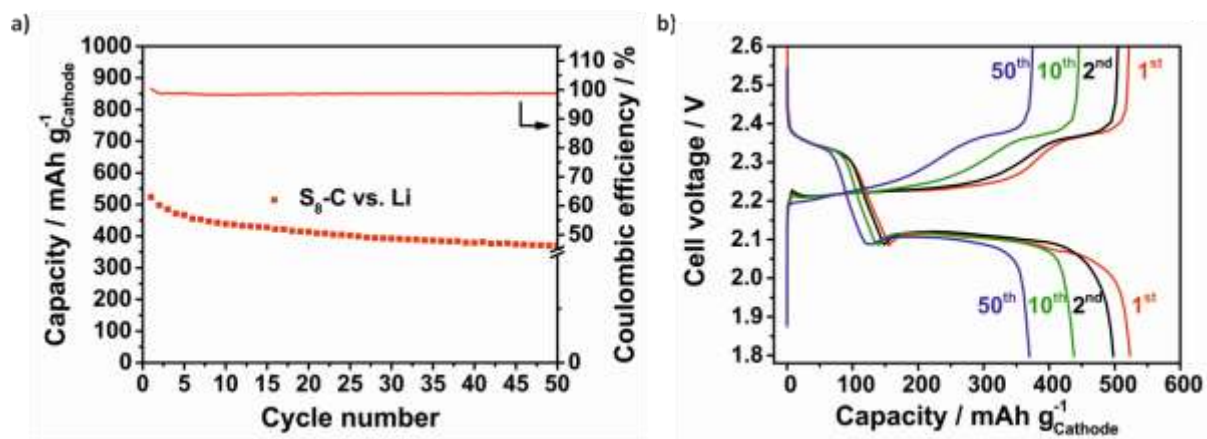 a)
1000
900
800
700
600
500
400
300
200
100
0
Capacity / mAh g⁻¹Cathode
S₈-C vs. Li
0 5 10 15 20 25 30 35 40 45 50
Cycle number
110
100
90
80
70
60
50
0
Coulombic efficiency / %
b)
2.6
2.5
2.4
2.3
2.2
2.1
2.0
1.9
1.8
Cell voltage / V
50th 10th 2nd 1st
50th 10th 2nd 1st
0 100 200 300 400 500 600
Capacity / mAh g⁻¹Cathode